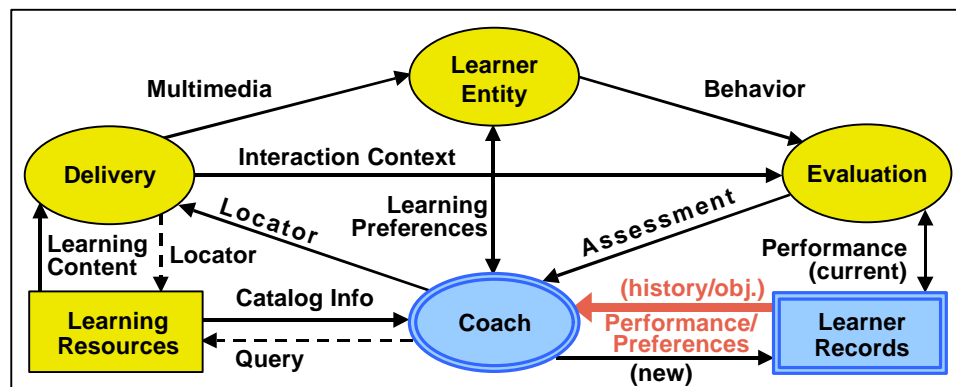 Learner
Entity
Multimedia
Behavior
Interaction Context
Delivery
Evaluation
Learning
Preferences
Locator
Assessment
Learning
Content
Locator
Performance
(current)
Catalog Info
(history/obj.)
Learning
Resources
Coach
Performance/
Preferences
Learner
Records
Query
(new)